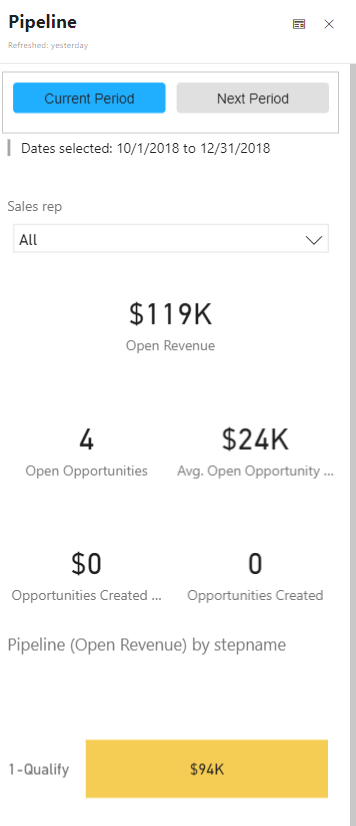 Pipeline
Refreshed: yesterday
Current Period
Next Period
Dates selected: 10/1/2018 to 12/31/2018
Sales rep
All
$119K
Open Revenue
4
$24K
Open Opportunities
Avg. Open Opportunity ...
$0
0
Opportunities Created ...
Opportunities Created
Pipeline (Open Revenue) by stepname
1-Qualify
$94K